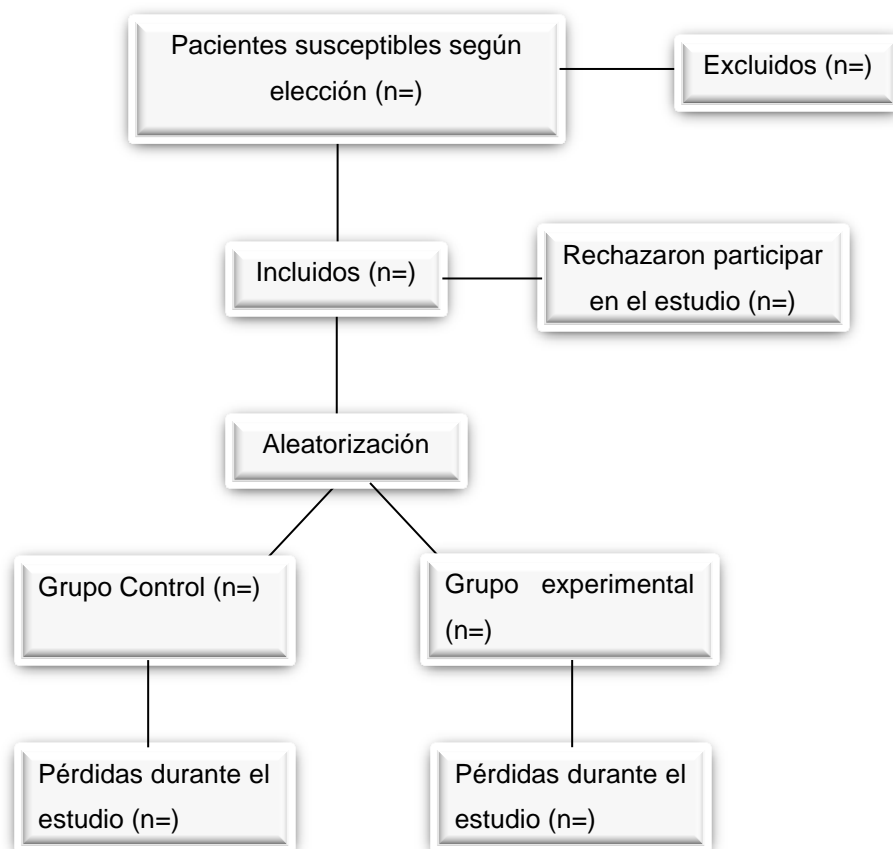 Pacientes susceptibles según
elección (n=)
Excluidos (n=)
Incluidos (n=)
Rechazaron participar
en el estudio (n=)
Aleatorización
Grupo Control (n=)
Grupo experimental
(n=)
Pérdidas durante el
estudio (n=)
Pérdidas durante el
estudio (n=)